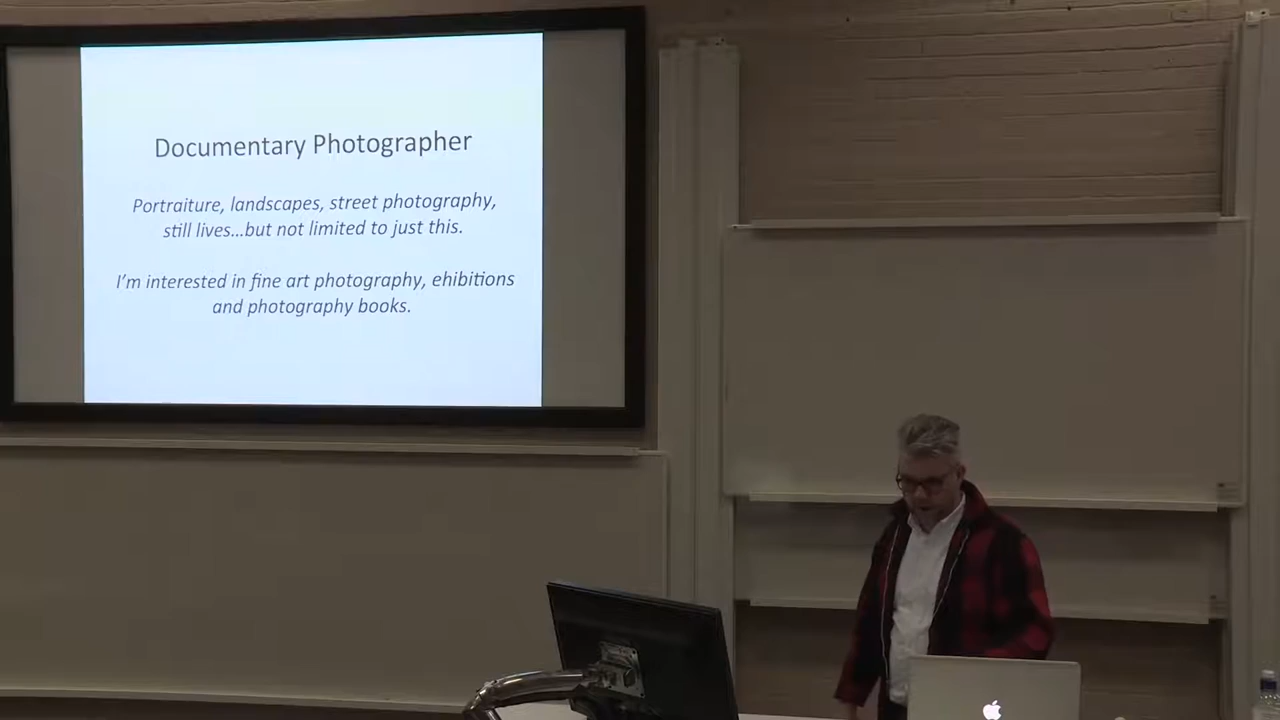 Documentary Photographer
Portraiture, landscapes, street photography,
still lives...but not limited to just this.
I'm interested in fine art photography, ehibitions
and photography books.